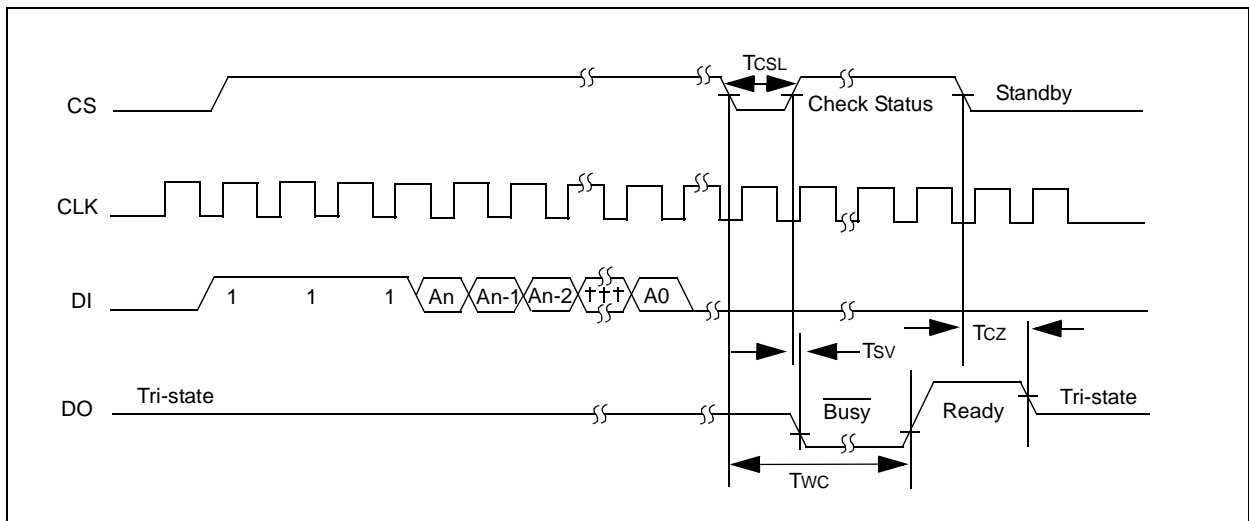 TCSL
CS
Check Status
Standby
CLK
DI
1 1 1 An An-1 An-2 ††† A0
TSV
TCZ
DO
Tri-state
Busy
Ready
Tri-state
TWC